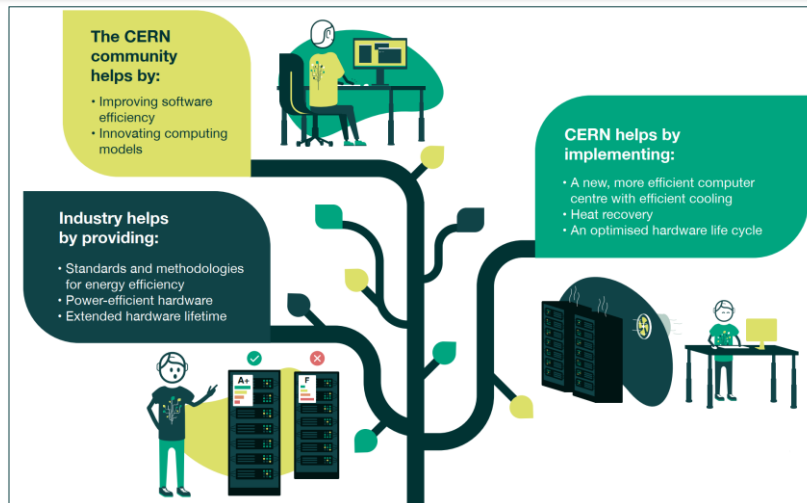 The CERN
community
helps by:
• Improving software
efficiency
• Innovating computing
models
CERN helps by
implementing:
• A new, more efficient computer
centre with efficient cooling
• Heat recovery
• An optimised hardware life cycle
Industry helps
by providing:
• Standards and methodologies
for energy efficiency
• Power-efficient hardware
• Extended hardware lifetime
A+
F